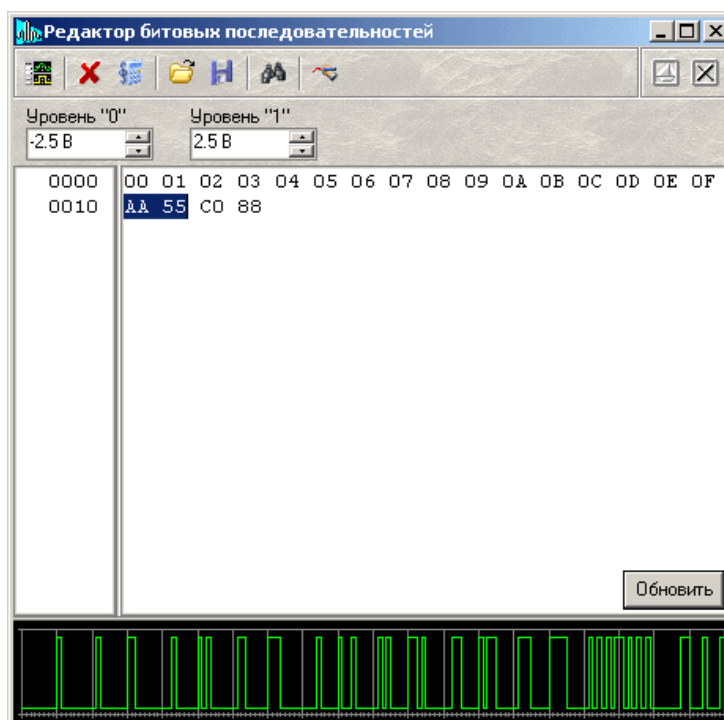 Редактор битовых последовательностей
Уровень "0" Уровень "1"
-2.5 В 2.5 В
0000 00 01 02 03 04 05 06 07 08 09 0A 0B 0C 0D 0E 0F
0010 AA 55 C0 88
Обновить